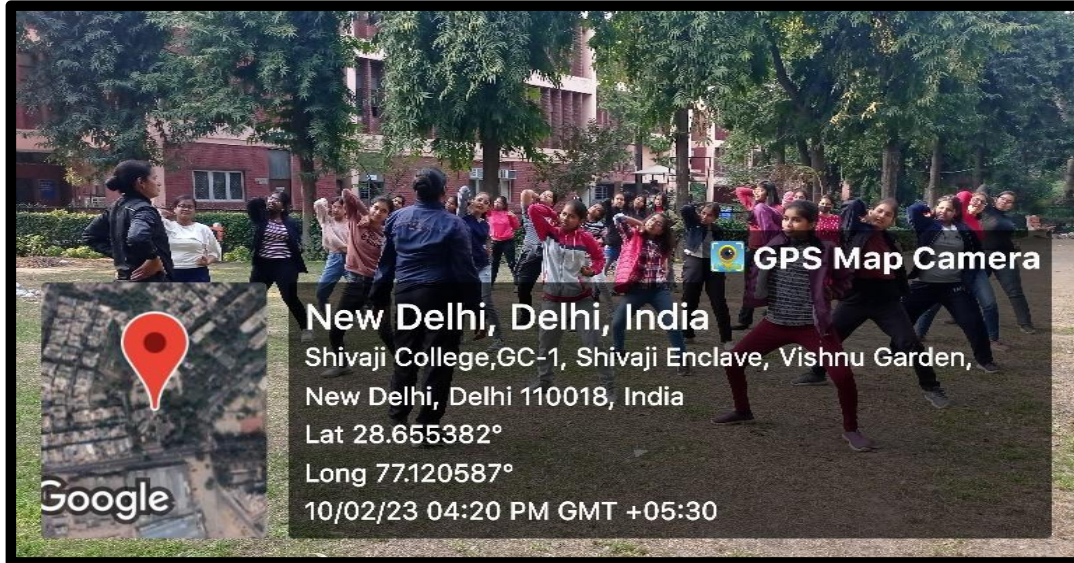 GPS Map Camera
New Delhi, Delhi, India
Shivaji College,GC-1, Shivaji Enclave, Vishnu Garden,
New Delhi, Delhi 110018, India
Lat 28.655382°
Long 77.120587°
10/02/23 04:20 PM GMT +05:30
Google